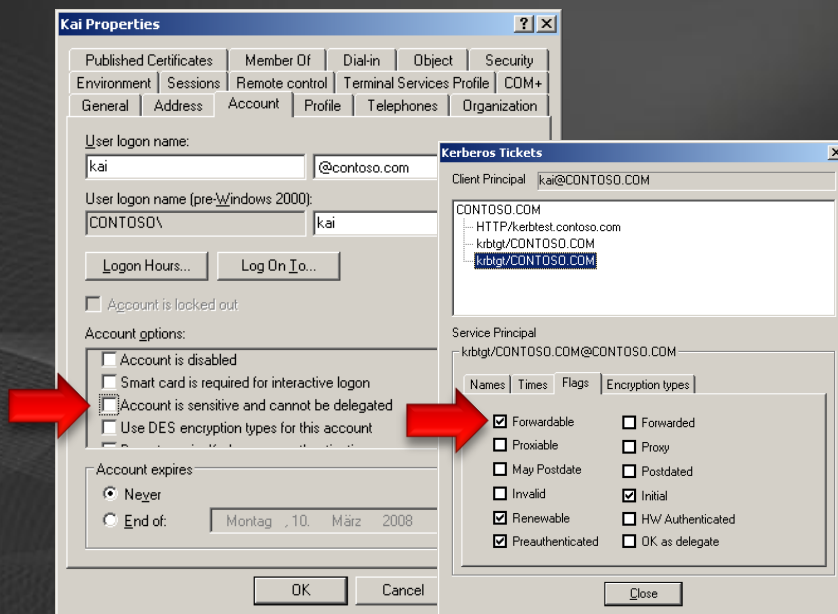 Kai Properties
Published Certificates Member Of Dial-in Object Security
Environment Sessions Remote control Terminal Services Profile COM+
General Address Account Profile Telephones Organization
User logon name:
kai @contoso.com
User logon name (pre-Windows 2000):
CONTOSO\ kai
Logon Hours... Log On To...
Account is locked out
Account options:
Account is disabled
Smart card is required for interactive logon
Account is sensitive and cannot be delegated
Use DES encryption types for this account
Account expires
Never
End of: Montag , 10. März 2008
OK Cancel
Kerberos Tickets
Client Principal kai@CONTOSO.COM
CONTOSO.COM
HTTP/kerbtest.contoso.com
krbtgt/CONTOSO.COM
krbtgt/CONTOSO.COM
Service Principal
krbtgt/CONTOSO.COM@CONTOSO.COM
Names Times Flags Encryption types
Forwardable Forwarded
Proxiable Proxy
May Postdate Postdated
Invalid Initial
Renewable HW Authenticated
Preauthenticated OK as delegate
Close